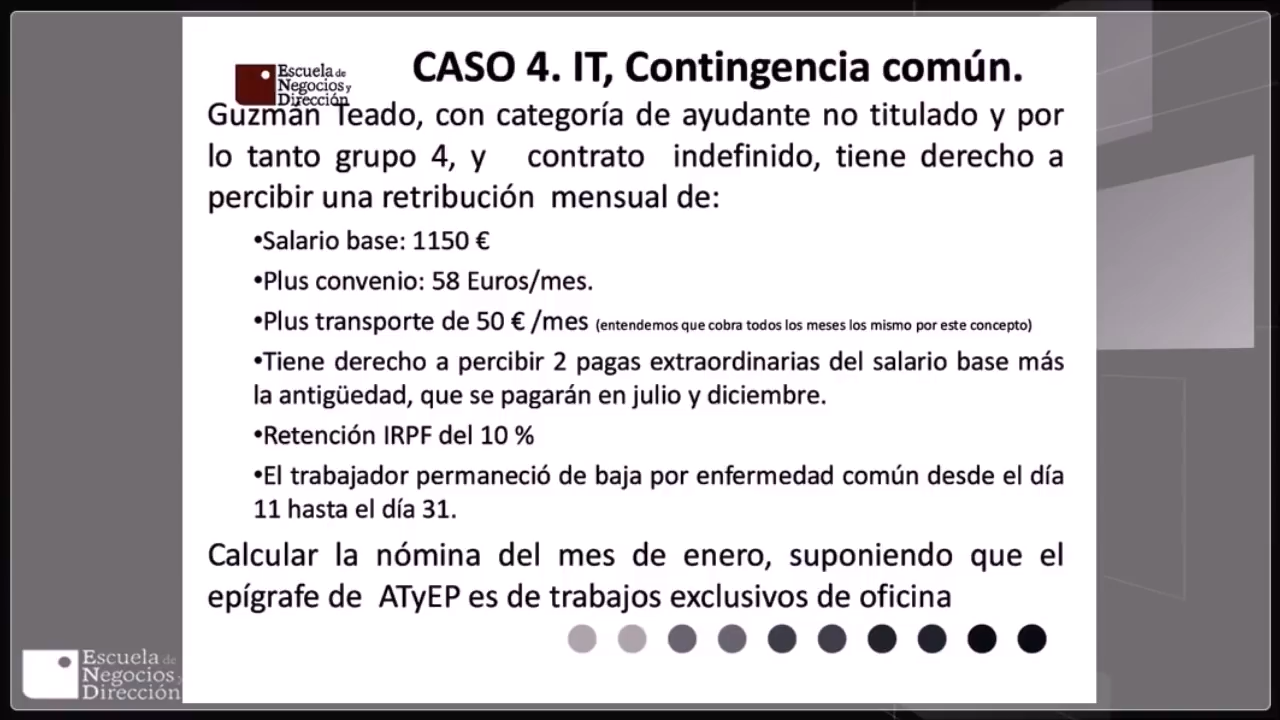 CASO 4. IT, Contingencia común.
Escuela de
Negocios y
Dirección
Guzmán Teado, con categoría de ayudante no titulado y por
lo tanto grupo 4, y contrato indefinido, tiene derecho a
percibir una retribución mensual de:
•Salario base: 1150 €
•Plus convenio: 58 Euros/mes.
•Plus transporte de 50 € /mes (entendemos que cobra todos los meses los mismo por este concepto)
•Tiene derecho a percibir 2 pagas extraordinarias del salario base más
la antigüedad, que se pagarán en julio y diciembre.
•Retención IRPF del 10 %
•El trabajador permaneció de baja por enfermedad común desde el día
11 hasta el día 31.
Calcular la nómina del mes de enero, suponiendo que el
epígrafe de ATyEP es de trabajos exclusivos de oficina
Escuela de
Negocios y
Dirección